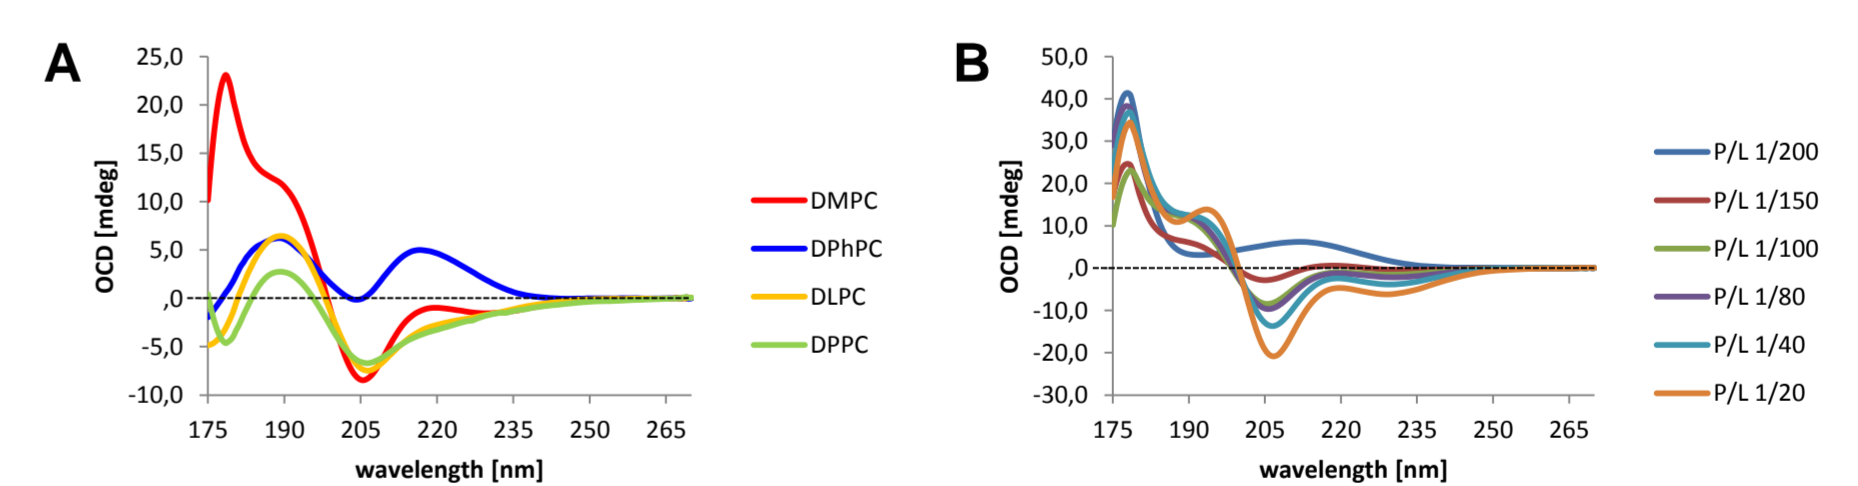 A
25,0
20,0
15,0
10,0
5,0
,0
-5,0
-10,0
OCD [mdeg]
175 190 205 220 235 250 265
wavelength [nm]
DMPC
DPhPC
DLPC
DPPC
B
50,0
40,0
30,0
20,0
10,0
,0
-10,0
-20,0
-30,0
OCD [mdeg]
175 190 205 220 235 250 265
wavelength [nm]
P/L 1/200
P/L 1/150
P/L 1/100
P/L 1/80
P/L 1/40
P/L 1/20